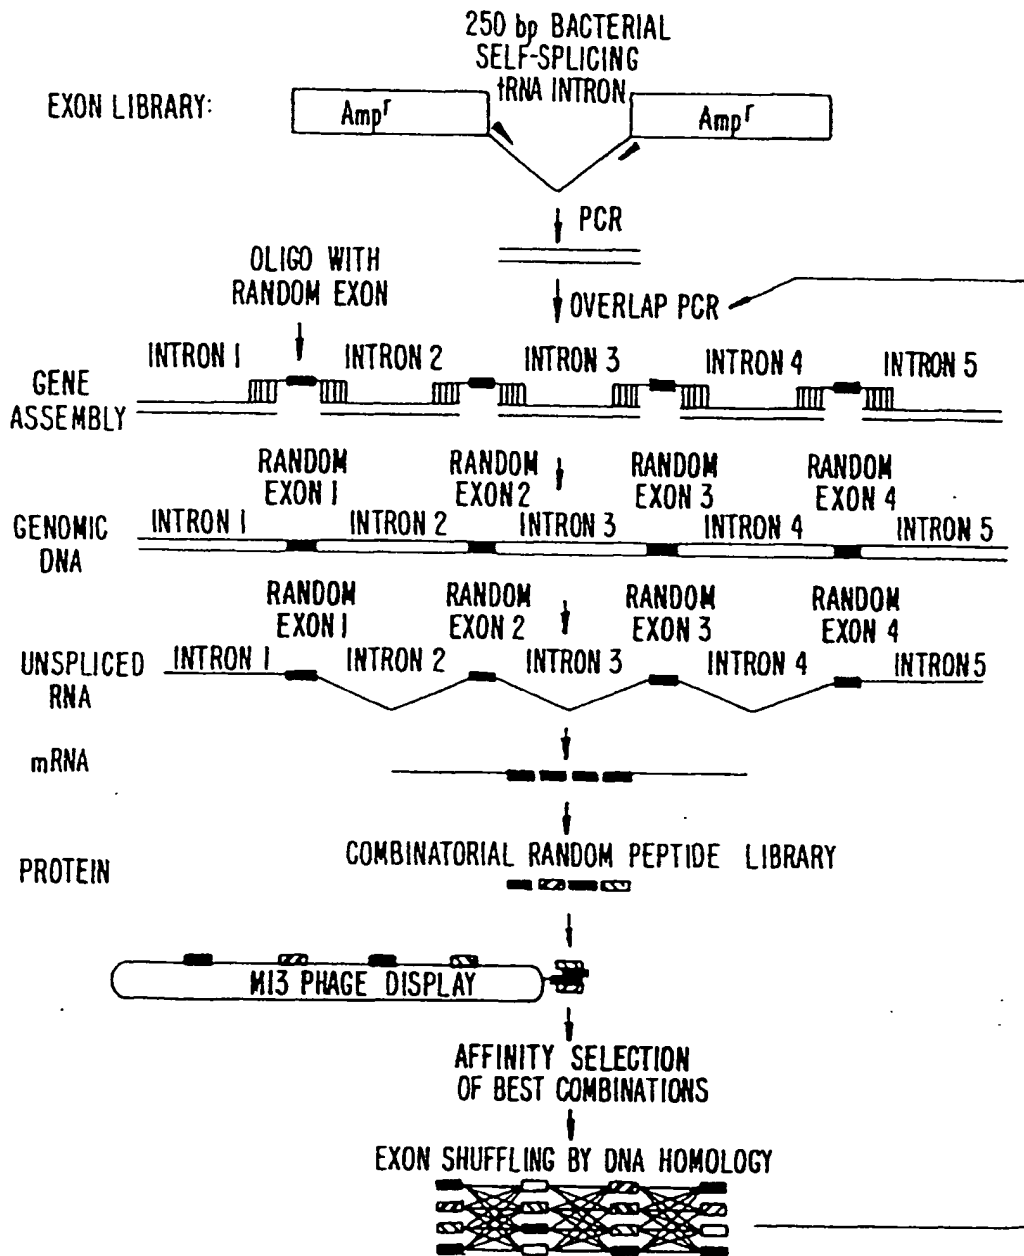 250 bp BACTERIAL
SELF-SPLICING
tRNA INTRON
EXON LIBRARY:
Ampr
Ampr
PCR
OLIGO WITH
RANDOM EXON
OVERLAP PCR
INTRON 1
INTRON 2
INTRON 3
INTRON 4
INTRON 5
GENE
ASSEMBLY
RANDOM
EXON 1
RANDOM
EXON 2
RANDOM
EXON 3
RANDOM
EXON 4
GENOMIC
DNA
INTRON 1
INTRON 2
INTRON 3
INTRON 4
INTRON 5
RANDOM
EXON 1
RANDOM
EXON 2
RANDOM
EXON 3
RANDOM
EXON 4
UNSPLICED
RNA
INTRON 1
INTRON 2
INTRON 3
INTRON 4
INTRON 5
mRNA
PROTEIN
COMBINATORIAL RANDOM PEPTIDE LIBRARY
M13 PHAGE DISPLAY
AFFINITY SELECTION
OF BEST COMBINATIONS
EXON SHUFFLING BY DNA HOMOLOGY